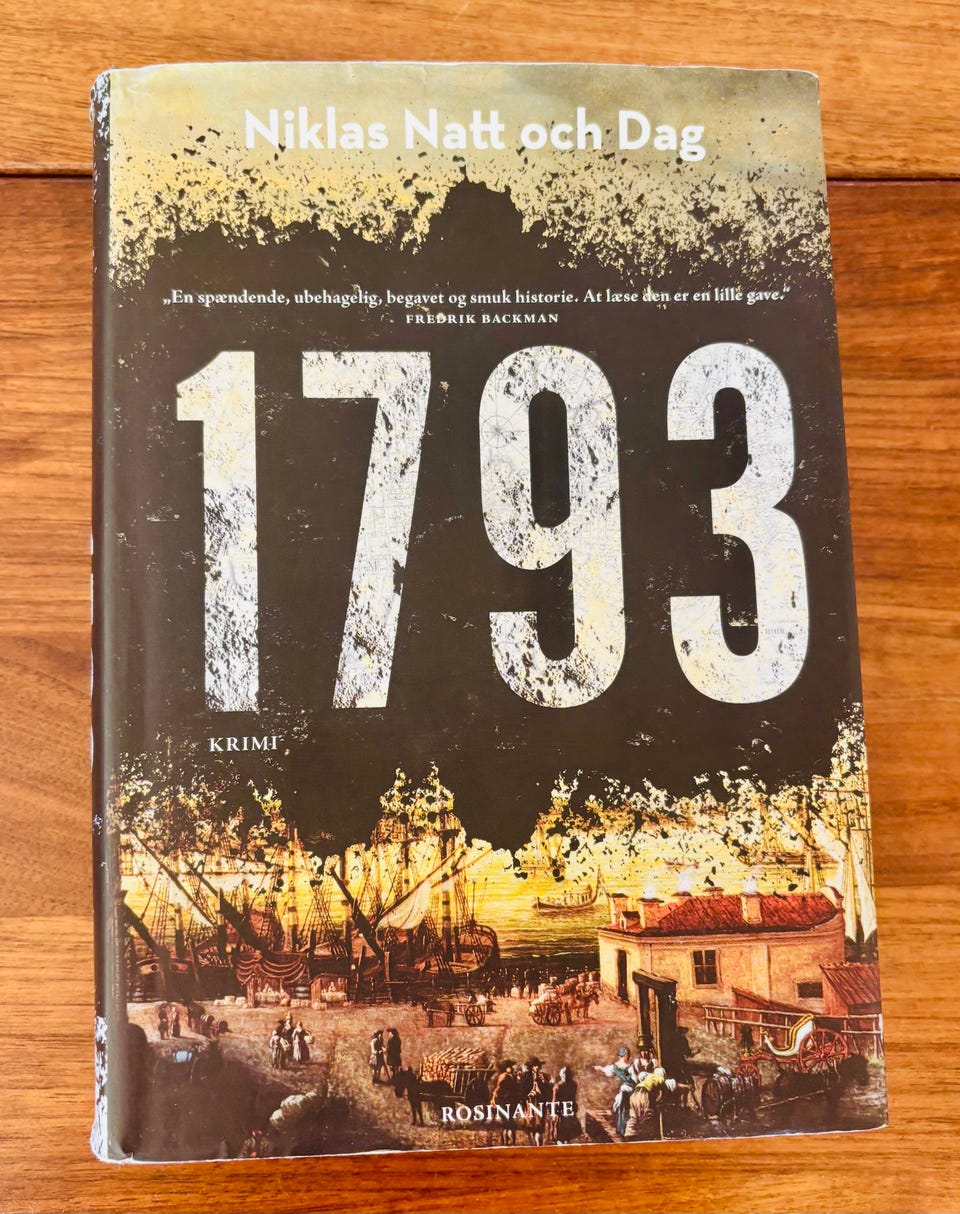 Niklas Natt och Dag
„En spændende, ubehagelig, begavet og smuk historie. At læse den er en lille gave.“
FREDRIK BACKMAN
1793
KRIMI
ROSINANTE